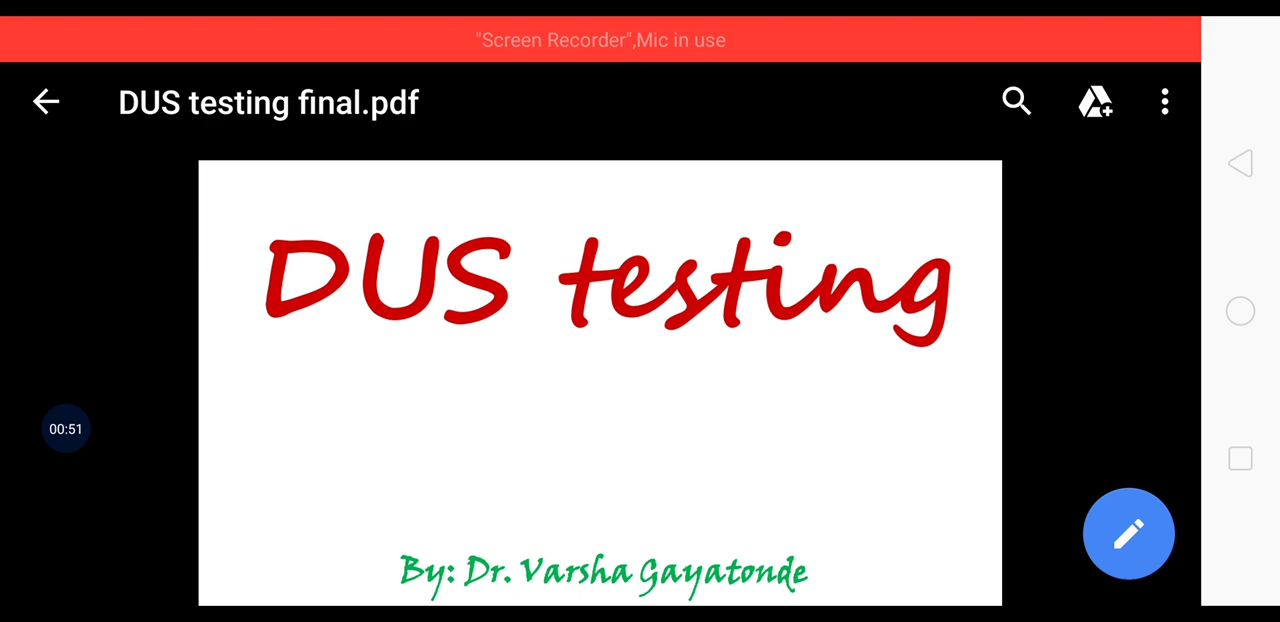 "Screen Recorder",Mic in use
DUS testing final.pdf
DUS testing
00:51
By: Dr. Varsha Gayatonde